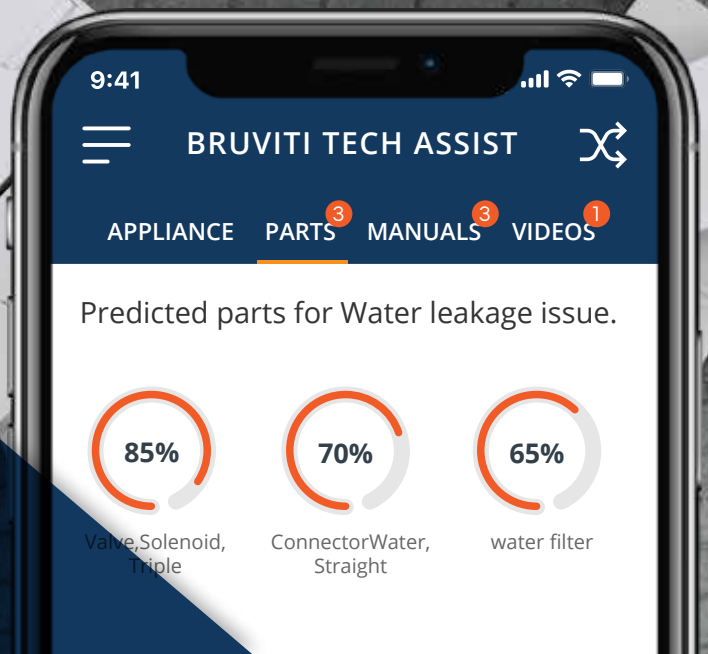 9:41
BRUVITI TECH ASSIST
APPLIANCE PARTS 3 MANUALS 3 VIDEOS 1
Predicted parts for Water leakage issue.
85% 70% 65%
Valve,Solenoid, ConnectorWater, water filter
Triple Straight